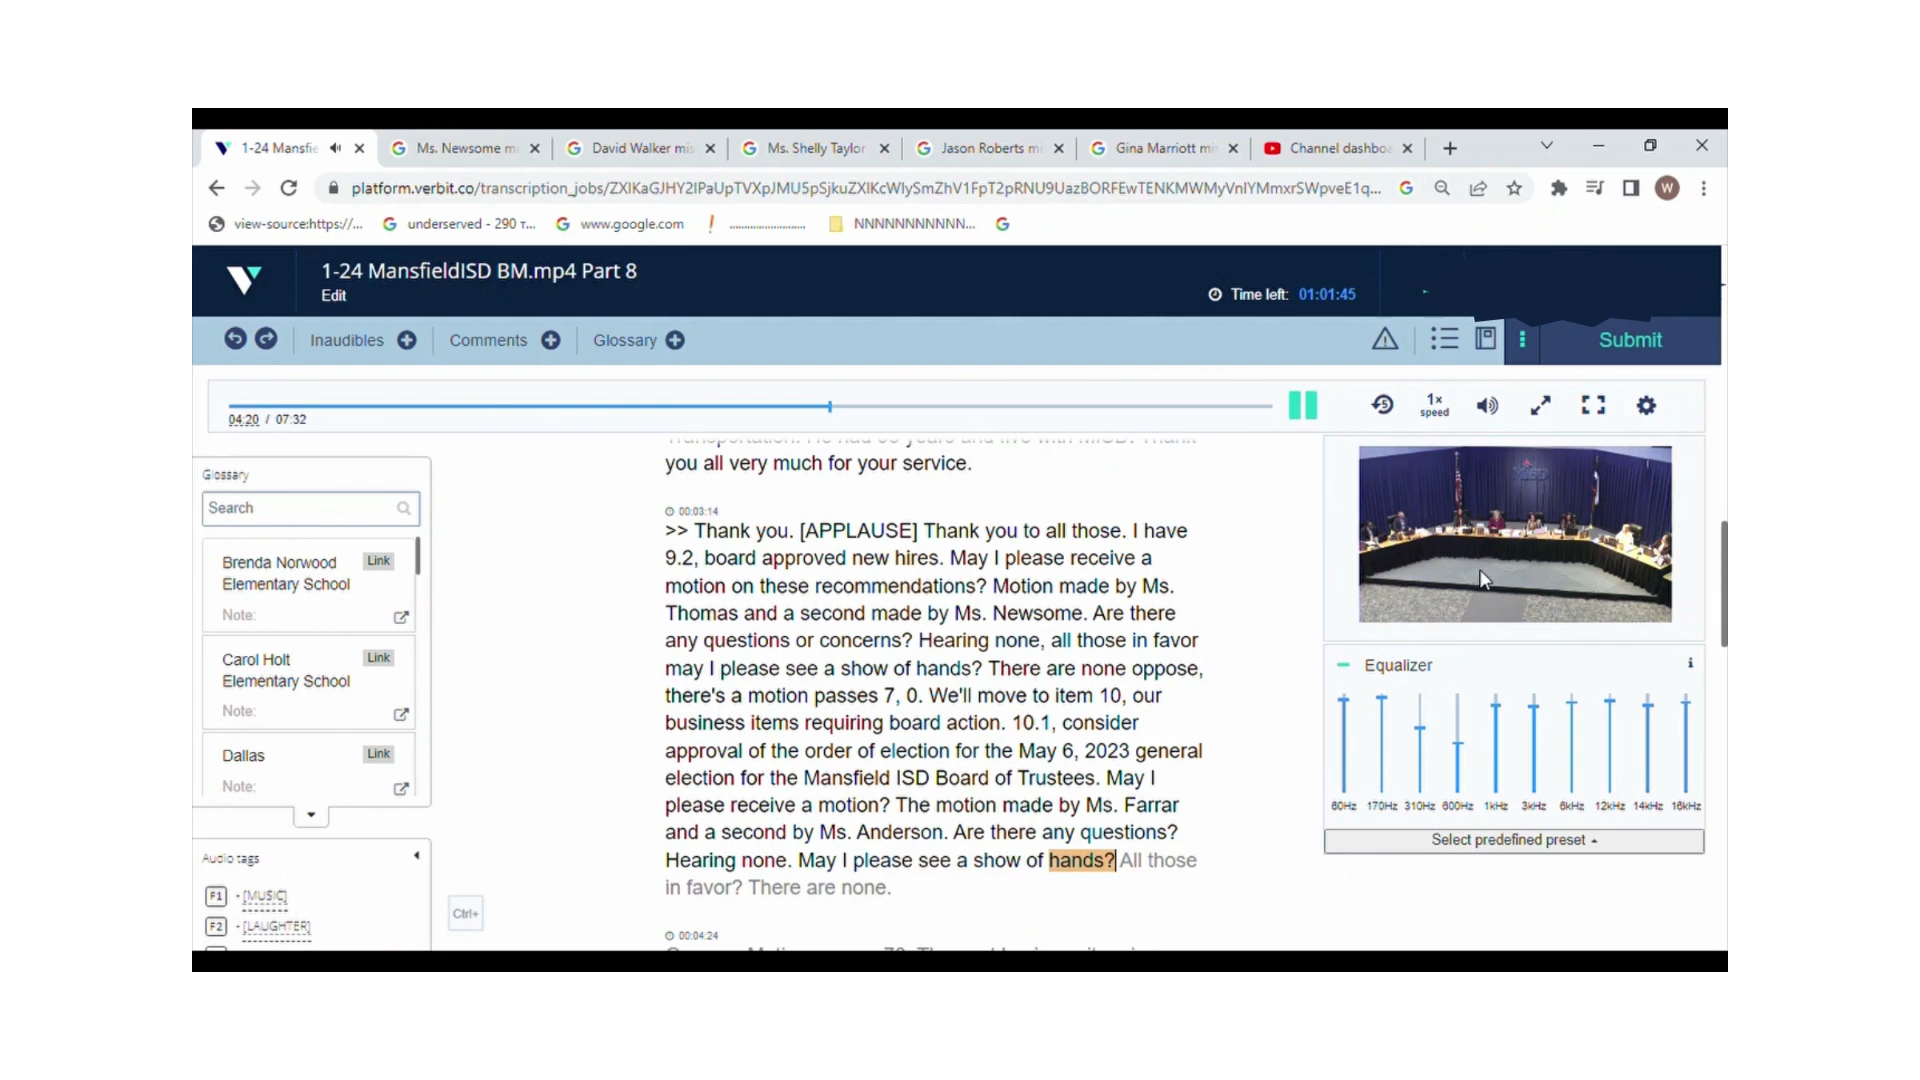 1-24 Mansfie
Ms. Newsome m
David Walker mis
Ms. Shelly Taylor
Jason Roberts mi
Gina Marriott mis
Channel dashboa
platform.verbit.co/transcription_jobs/
view-source:https://...
underserved - 290 т...
www.google.com
NNNNNNNNNNN...
W
1-24 MansfieldISD BM.mp4 Part 8
Edit
Time left: 01:01:45
Inaudibles
Comments
Glossary
Submit
04:20 / 07:32
5
1x
speed
Glossary
Search
Brenda Norwood
Elementary School
Link
Note:
Carol Holt
Elementary School
Link
Note:
Dallas
Link
Note:
Audio tags
F1 - [MUSIC]
F2 - [LAUGHTER]
Ctrl+
you all very much for your service.
00:03:14
>> Thank you. [APPLAUSE] Thank you to all those. I have
9.2, board approved new hires. May I please receive a
motion on these recommendations? Motion made by Ms.
Thomas and a second made by Ms. Newsome. Are there
any questions or concerns? Hearing none, all those in favor
may I please see a show of hands? There are none oppose,
there's a motion passes 7, 0. We'll move to item 10, our
business items requiring board action. 10.1, consider
approval of the order of election for the May 6, 2023 general
election for the Mansfield ISD Board of Trustees. May I
please receive a motion? The motion made by Ms. Farrar
and a second by Ms. Anderson. Are there any questions?
Hearing none. May I please see a show of hands? All those
in favor? There are none.
00:04:24
Equalizer
60Hz 170Hz 310Hz 600Hz 1kHz 3kHz 6kHz 12kHz 14kHz 16kHz
Select predefined preset